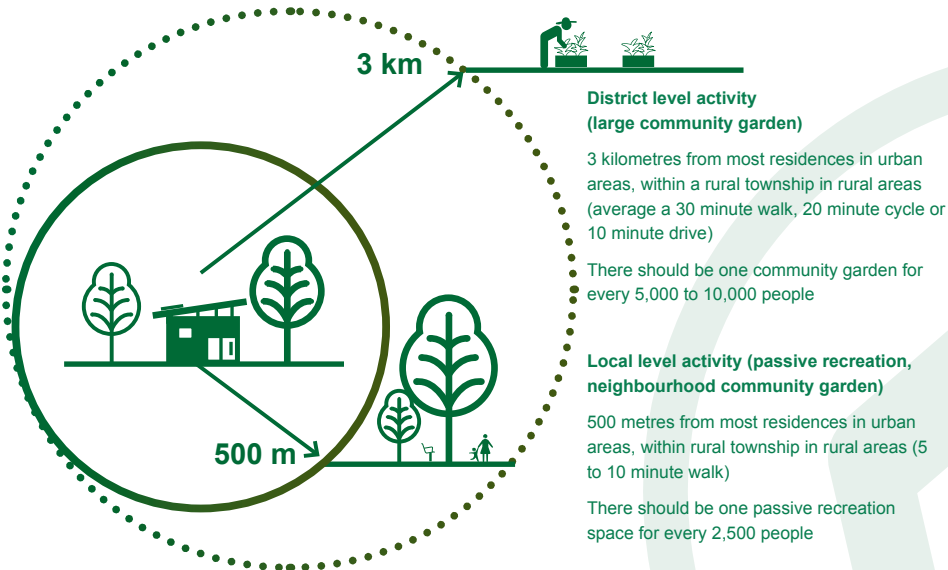 3 km
District level activity
(large community garden)
3 kilometres from most residences in urban
areas, within a rural township in rural areas
(average a 30 minute walk, 20 minute cycle or
10 minute drive)
There should be one community garden for
every 5,000 to 10,000 people
Local level activity (passive recreation,
neighbourhood community garden)
500 m
500 metres from most residences in urban
areas, within rural township in rural areas (5
to 10 minute walk)
There should be one passive recreation
space for every 2,500 people